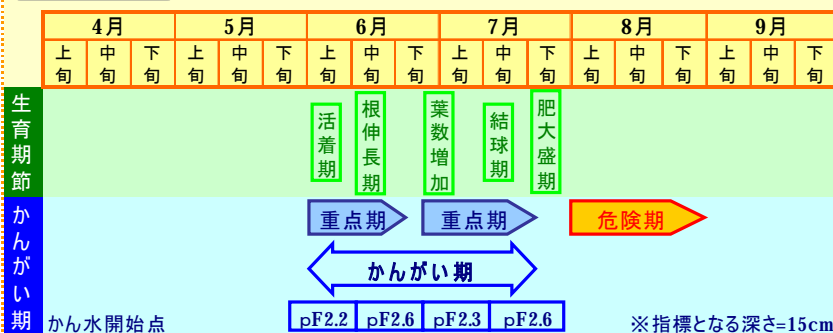 4月 5月 6月 7月 8月 9月
上旬 中旬 下旬 上旬 中旬 下旬 上旬 中旬 下旬 上旬 中旬 下旬 上旬 中旬 下旬 上旬 中旬 下旬
生育期節
活着期 根伸長期 葉数増加 結球期 肥大盛期
かんがい期
重点期 重点期 危険期
かんがい期
かん水開始点 pF2.2 pF2.6 pF2.3 pF2.6 ※指標となる深さ=15cm